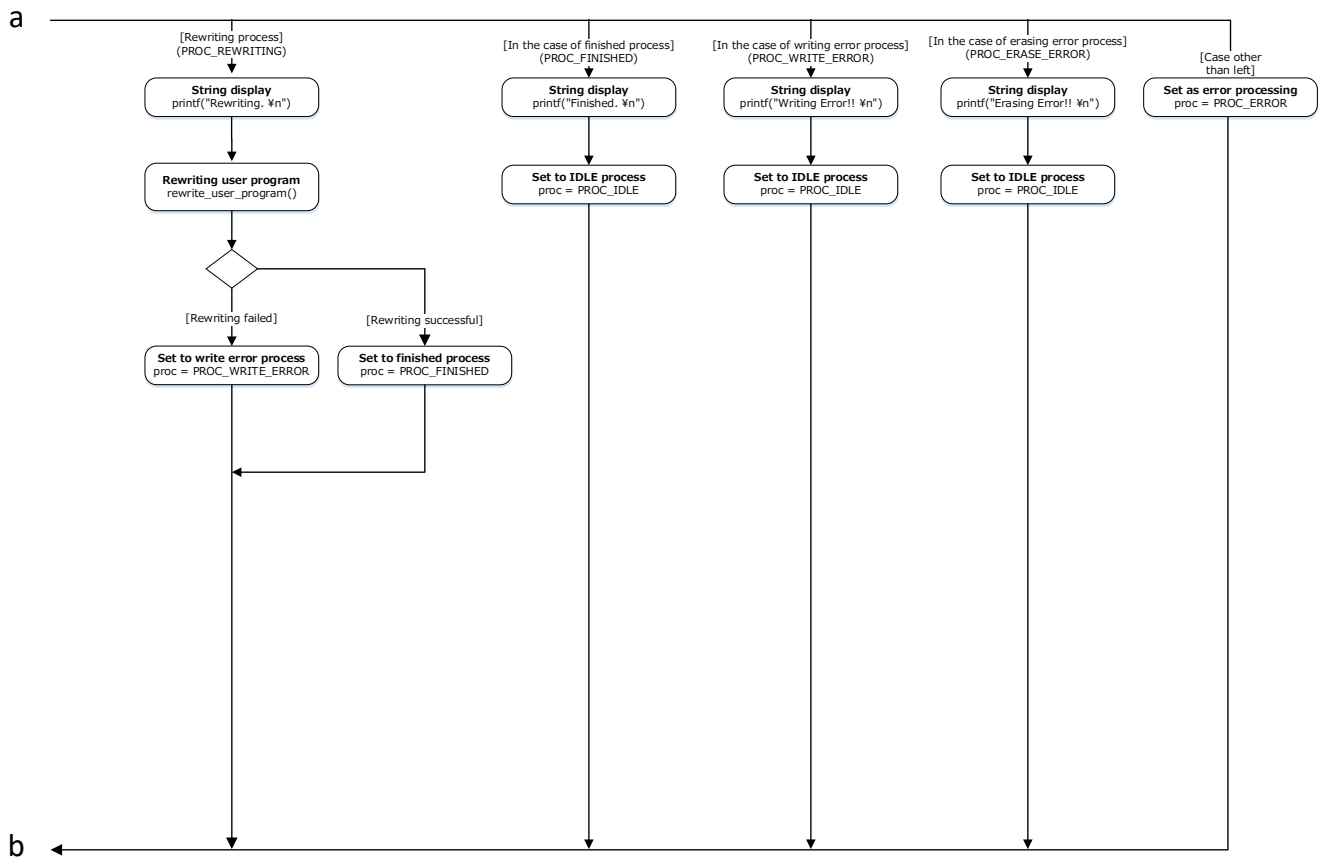 a
[Rewriting process]
(PROC_REWRITING)
String display
printf("Rewriting. ¥n")
Rewriting user program
rewrite_user_program()
[Rewriting failed]
[Rewriting successful]
Set to write error process
proc = PROC_WRITE_ERROR
Set to finished process
proc = PROC_FINISHED
[In the case of finished process]
(PROC_FINISHED)
String display
printf("Finished. ¥n")
Set to IDLE process
proc = PROC_IDLE
[In the case of writing error process]
(PROC_WRITE_ERROR)
String display
printf("Writing Error!! ¥n")
Set to IDLE process
proc = PROC_IDLE
[In the case of erasing error process]
(PROC_ERASE_ERROR)
String display
printf("Erasing Error!! ¥n")
Set to IDLE process
proc = PROC_IDLE
[Case other
than left]
Set as error processing
proc = PROC_ERROR
b